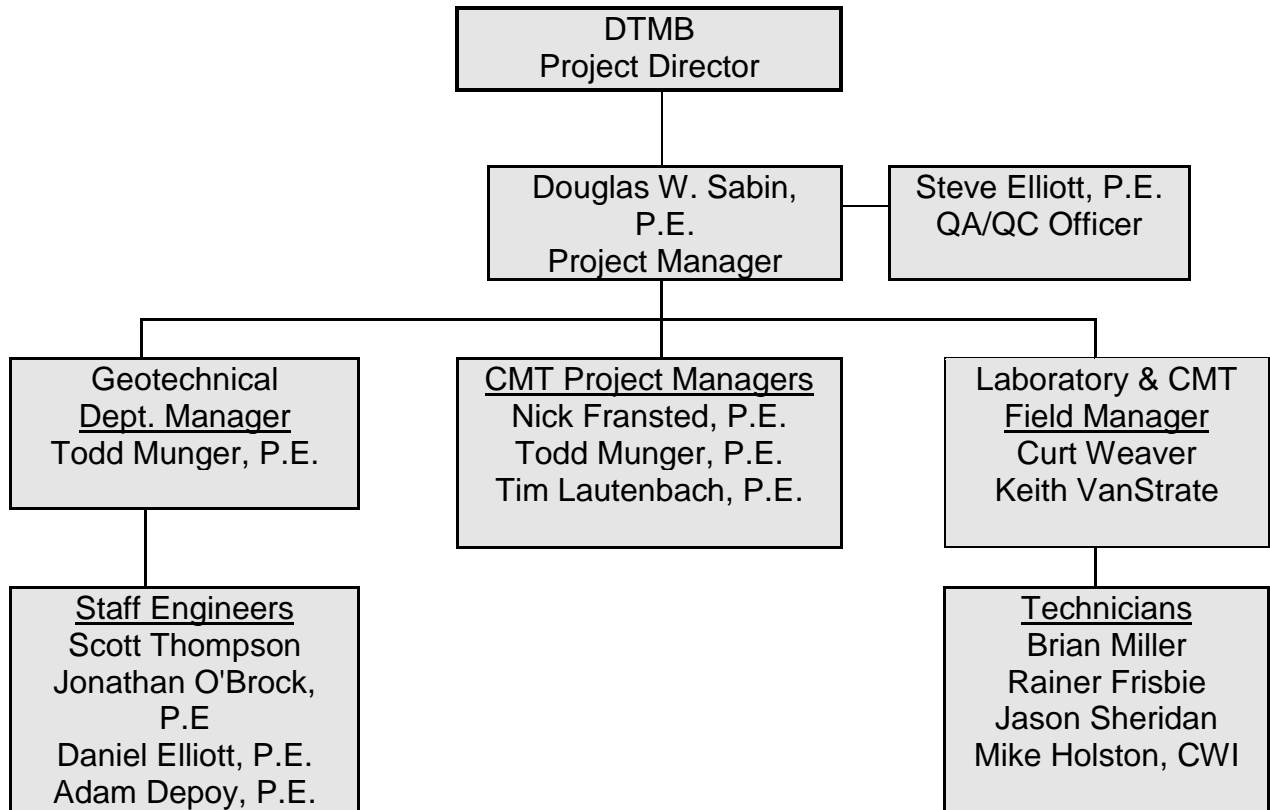 DTMB
Project Director
Douglas W. Sabin,
P.E.
Project Manager
Steve Elliott, P.E.
QA/QC Officer
Geotechnical
Dept. Manager
Todd Munger, P.E.
CMT Project Managers
Nick Fransted, P.E.
Todd Munger, P.E.
Tim Lautenbach, P.E.
Laboratory & CMT
Field Manager
Curt Weaver
Keith VanStrate
Staff Engineers
Scott Thompson
Jonathan O'Brock,
P.E
Daniel Elliott, P.E.
Adam Depoy, P.E.
Technicians
Brian Miller
Rainer Frisbie
Jason Sheridan
Mike Holston, CWI